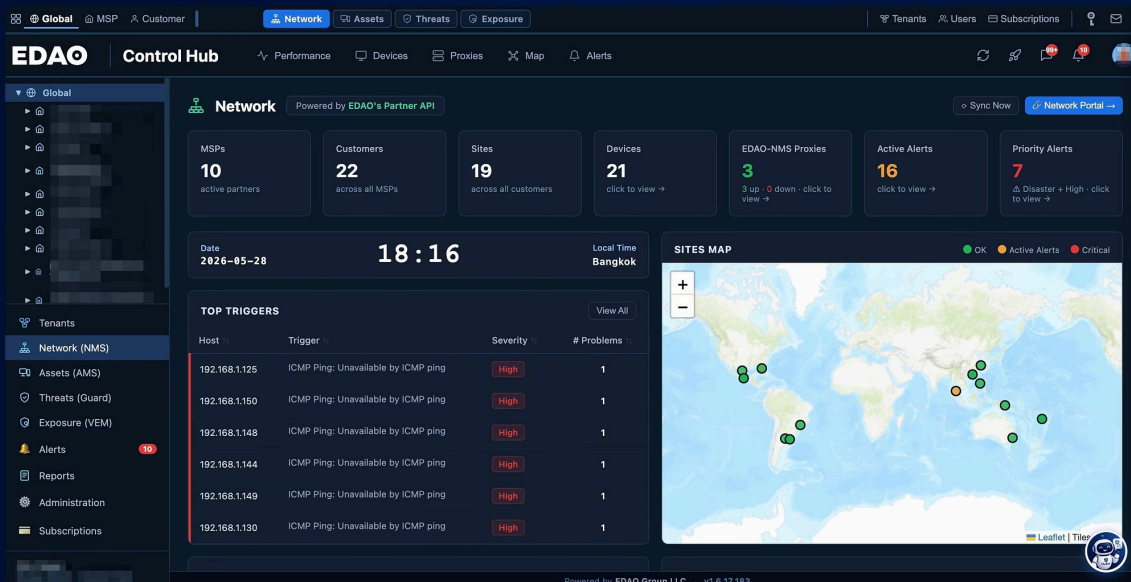 Global MSP Customer Network Assets Threats Exposure Tenants Users Subscriptions
EDAO Control Hub Performance Devices Proxies Map Alerts 99+ 10
Global
Network Powered by EDAO's Partner API Sync Now Network Portal →
MSPs
10
active partners
Customers
22
across all MSPs
Sites
19
across all customers
Devices
21
click to view →
EDAO-NMS Proxies
3
3 up · 0 down · click to
view →
Active Alerts
16
click to view →
Priority Alerts
7
⚠ Disaster + High · click
to view →
Date
2026-05-28
18:16
Local Time
Bangkok
SITES MAP OK Active Alerts Critical
+
−
TOP TRIGGERS View All
Host Trigger Severity # Problems
192.168.1.125 ICMP Ping: Unavailable by ICMP ping High 1
192.168.1.150 ICMP Ping: Unavailable by ICMP ping High 1
192.168.1.148 ICMP Ping: Unavailable by ICMP ping High 1
192.168.1.144 ICMP Ping: Unavailable by ICMP ping High 1
192.168.1.149 ICMP Ping: Unavailable by ICMP ping High 1
192.168.1.130 ICMP Ping: Unavailable by ICMP ping High 1
Leaflet | Tiles
Tenants
Network (NMS)
Assets (AMS)
Threats (Guard)
Exposure (VEM)
Alerts 10
Reports
Administration
Subscriptions
Powered by EDAO Group LLC v1.6.17.183